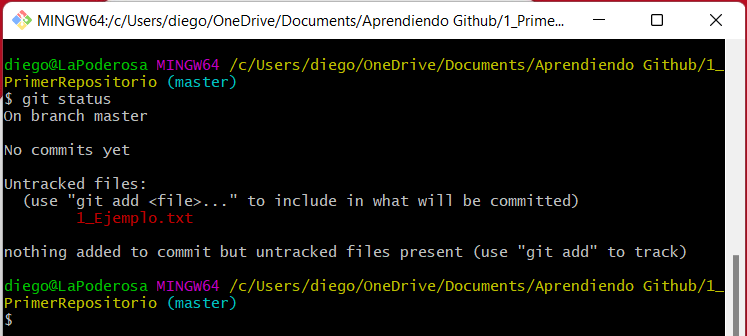 MINGW64:/c/Users/diego/OneDrive/Documents/Aprendiendo Github/1_Prime...
diego@LaPoderosa MINGW64 /c/Users/diego/OneDrive/Documents/Aprendiendo Github/1_
PrimerRepositorio (master)
$ git status
On branch master
No commits yet
Untracked files:
(use "git add <file>..." to include in what will be committed)
1_Ejemplo.txt
nothing added to commit but untracked files present (use "git add" to track)
diego@LaPoderosa MINGW64 /c/Users/diego/OneDrive/Documents/Aprendiendo Github/1_
PrimerRepositorio (master)
$